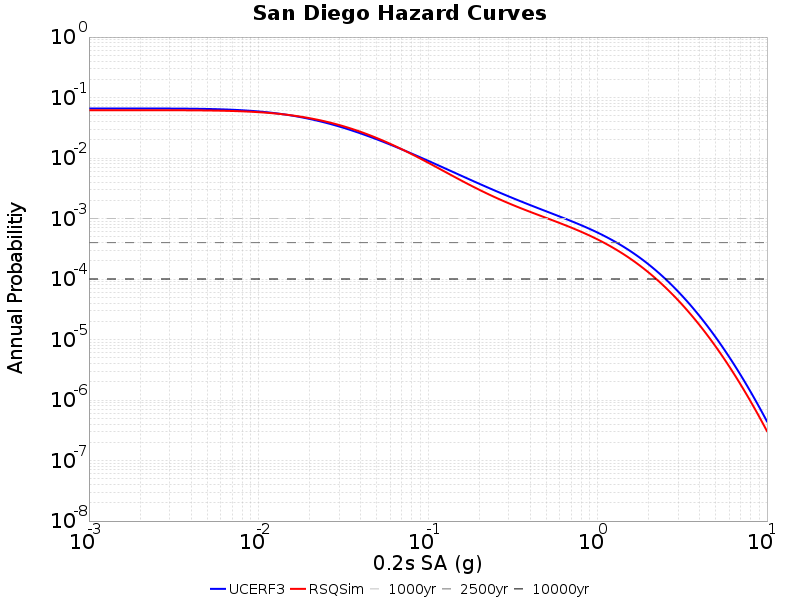 San Diego Hazard Curves
Annual Probabilitiy
10^0
10^-1
10^-2
10^-3
10^-4
10^-5
10^-6
10^-7
10^-8
10^-3 10^-2 10^-1 10^0 10^1
0.2s SA (g)
UCERF3 RSQSim 1000yr 2500yr 10000yr